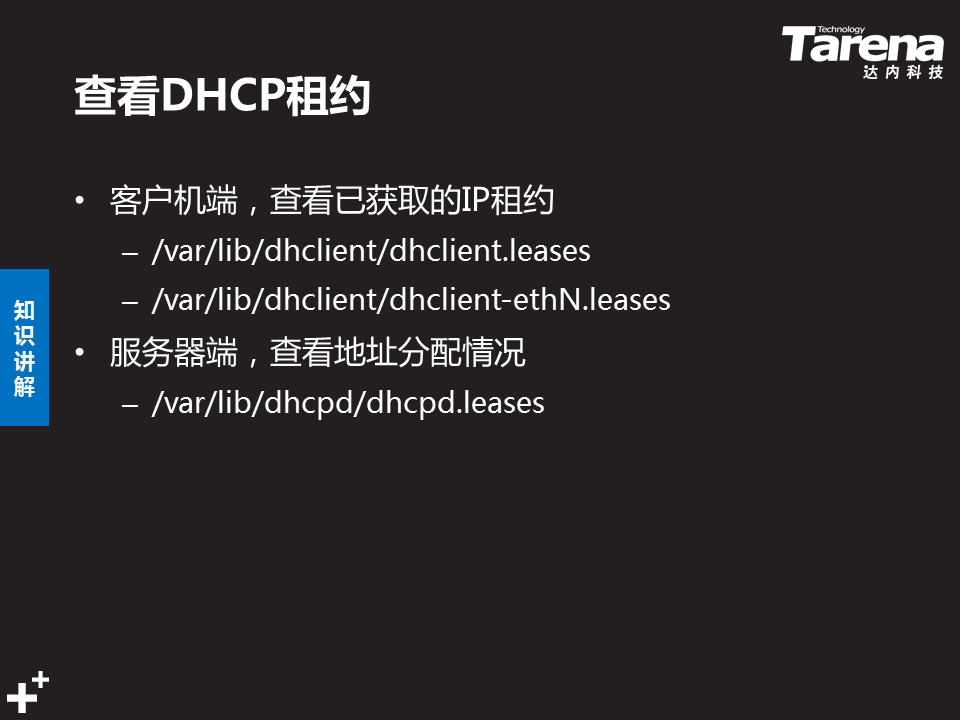 Technology
Tarena
达内科技
查看DHCP租约
• 客户机端，查看已获取的IP租约
– /var/lib/dhclient/dhclient.leases
– /var/lib/dhclient/dhclient-ethN.leases
• 服务器端，查看地址分配情况
– /var/lib/dhcpd/dhcpd.leases
知
识
讲
解